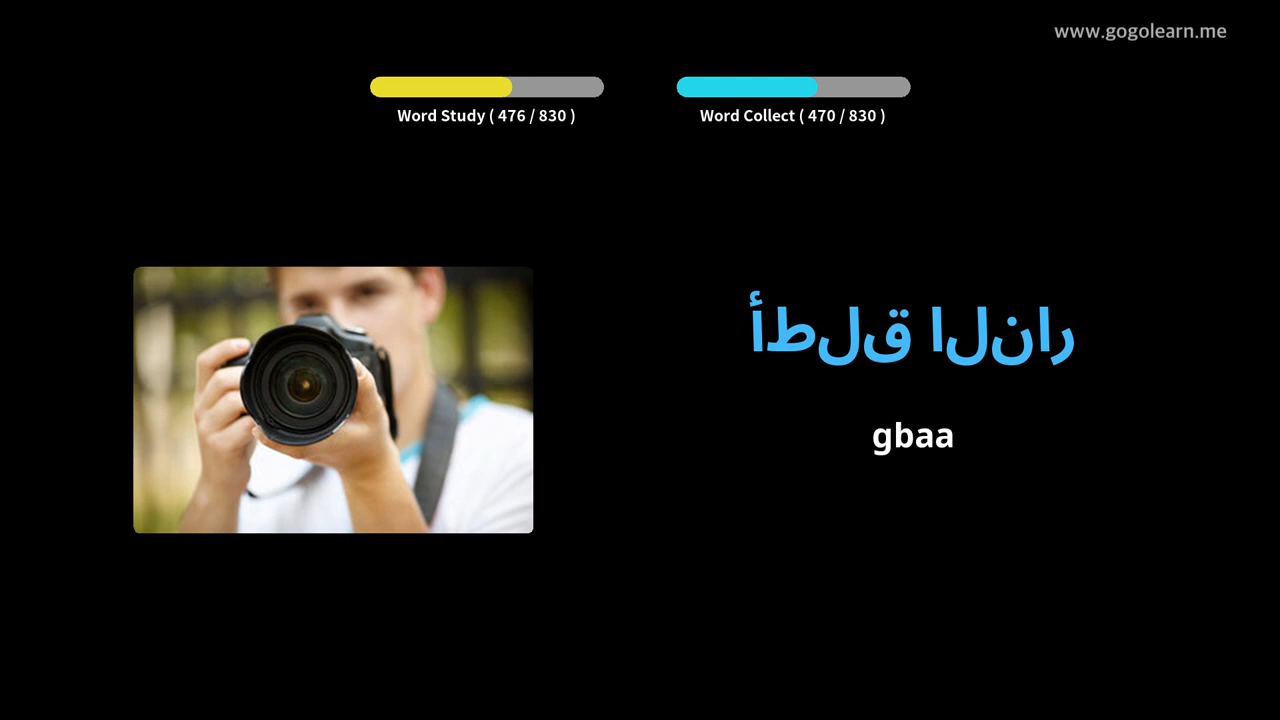 www.gogolearn.me
Word Study ( 476 / 830 )
Word Collect ( 470 / 830 )
أطلق النار
gbaa